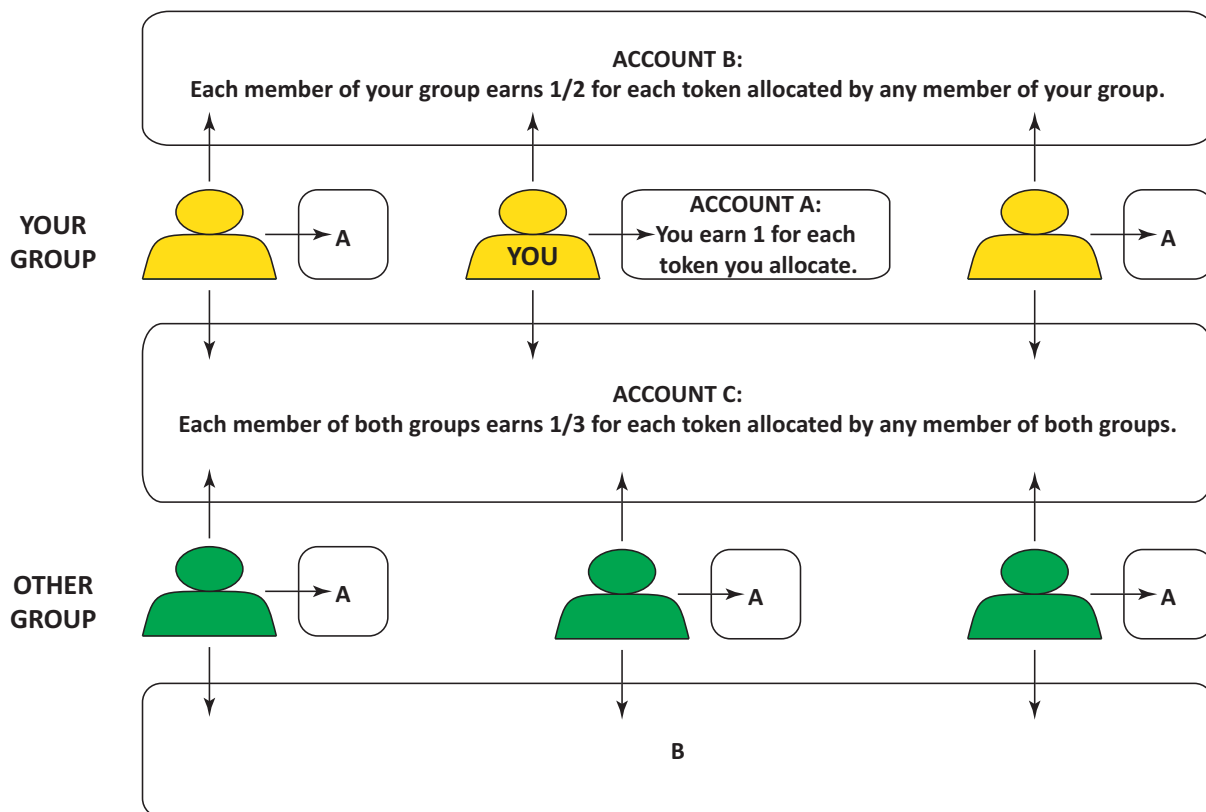 ACCOUNT B:
Each member of your group earns 1/2 for each token allocated by any member of your group.
YOUR
GROUP
A
YOU
ACCOUNT A:
You earn 1 for each
token you allocate.
A
ACCOUNT C:
Each member of both groups earns 1/3 for each token allocated by any member of both groups.
OTHER
GROUP
A
A
A
B